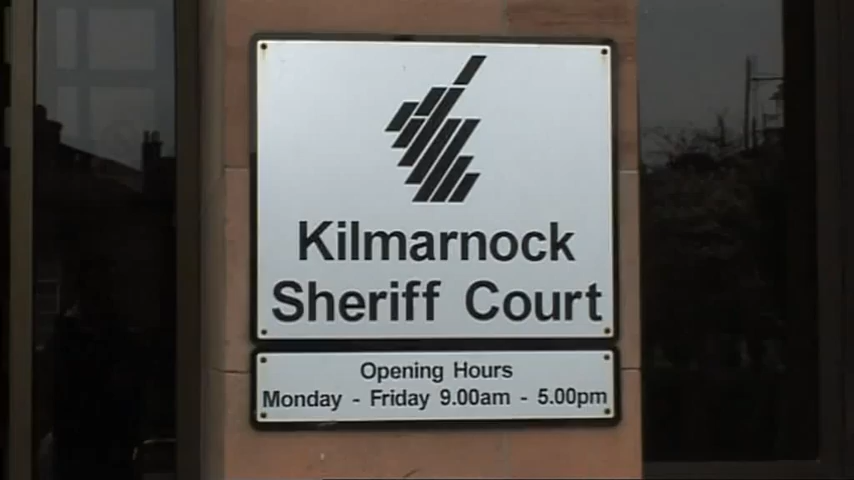 Kilmarnock
Sheriff Court
Opening Hours
Monday - Friday 9.00am - 5.00pm